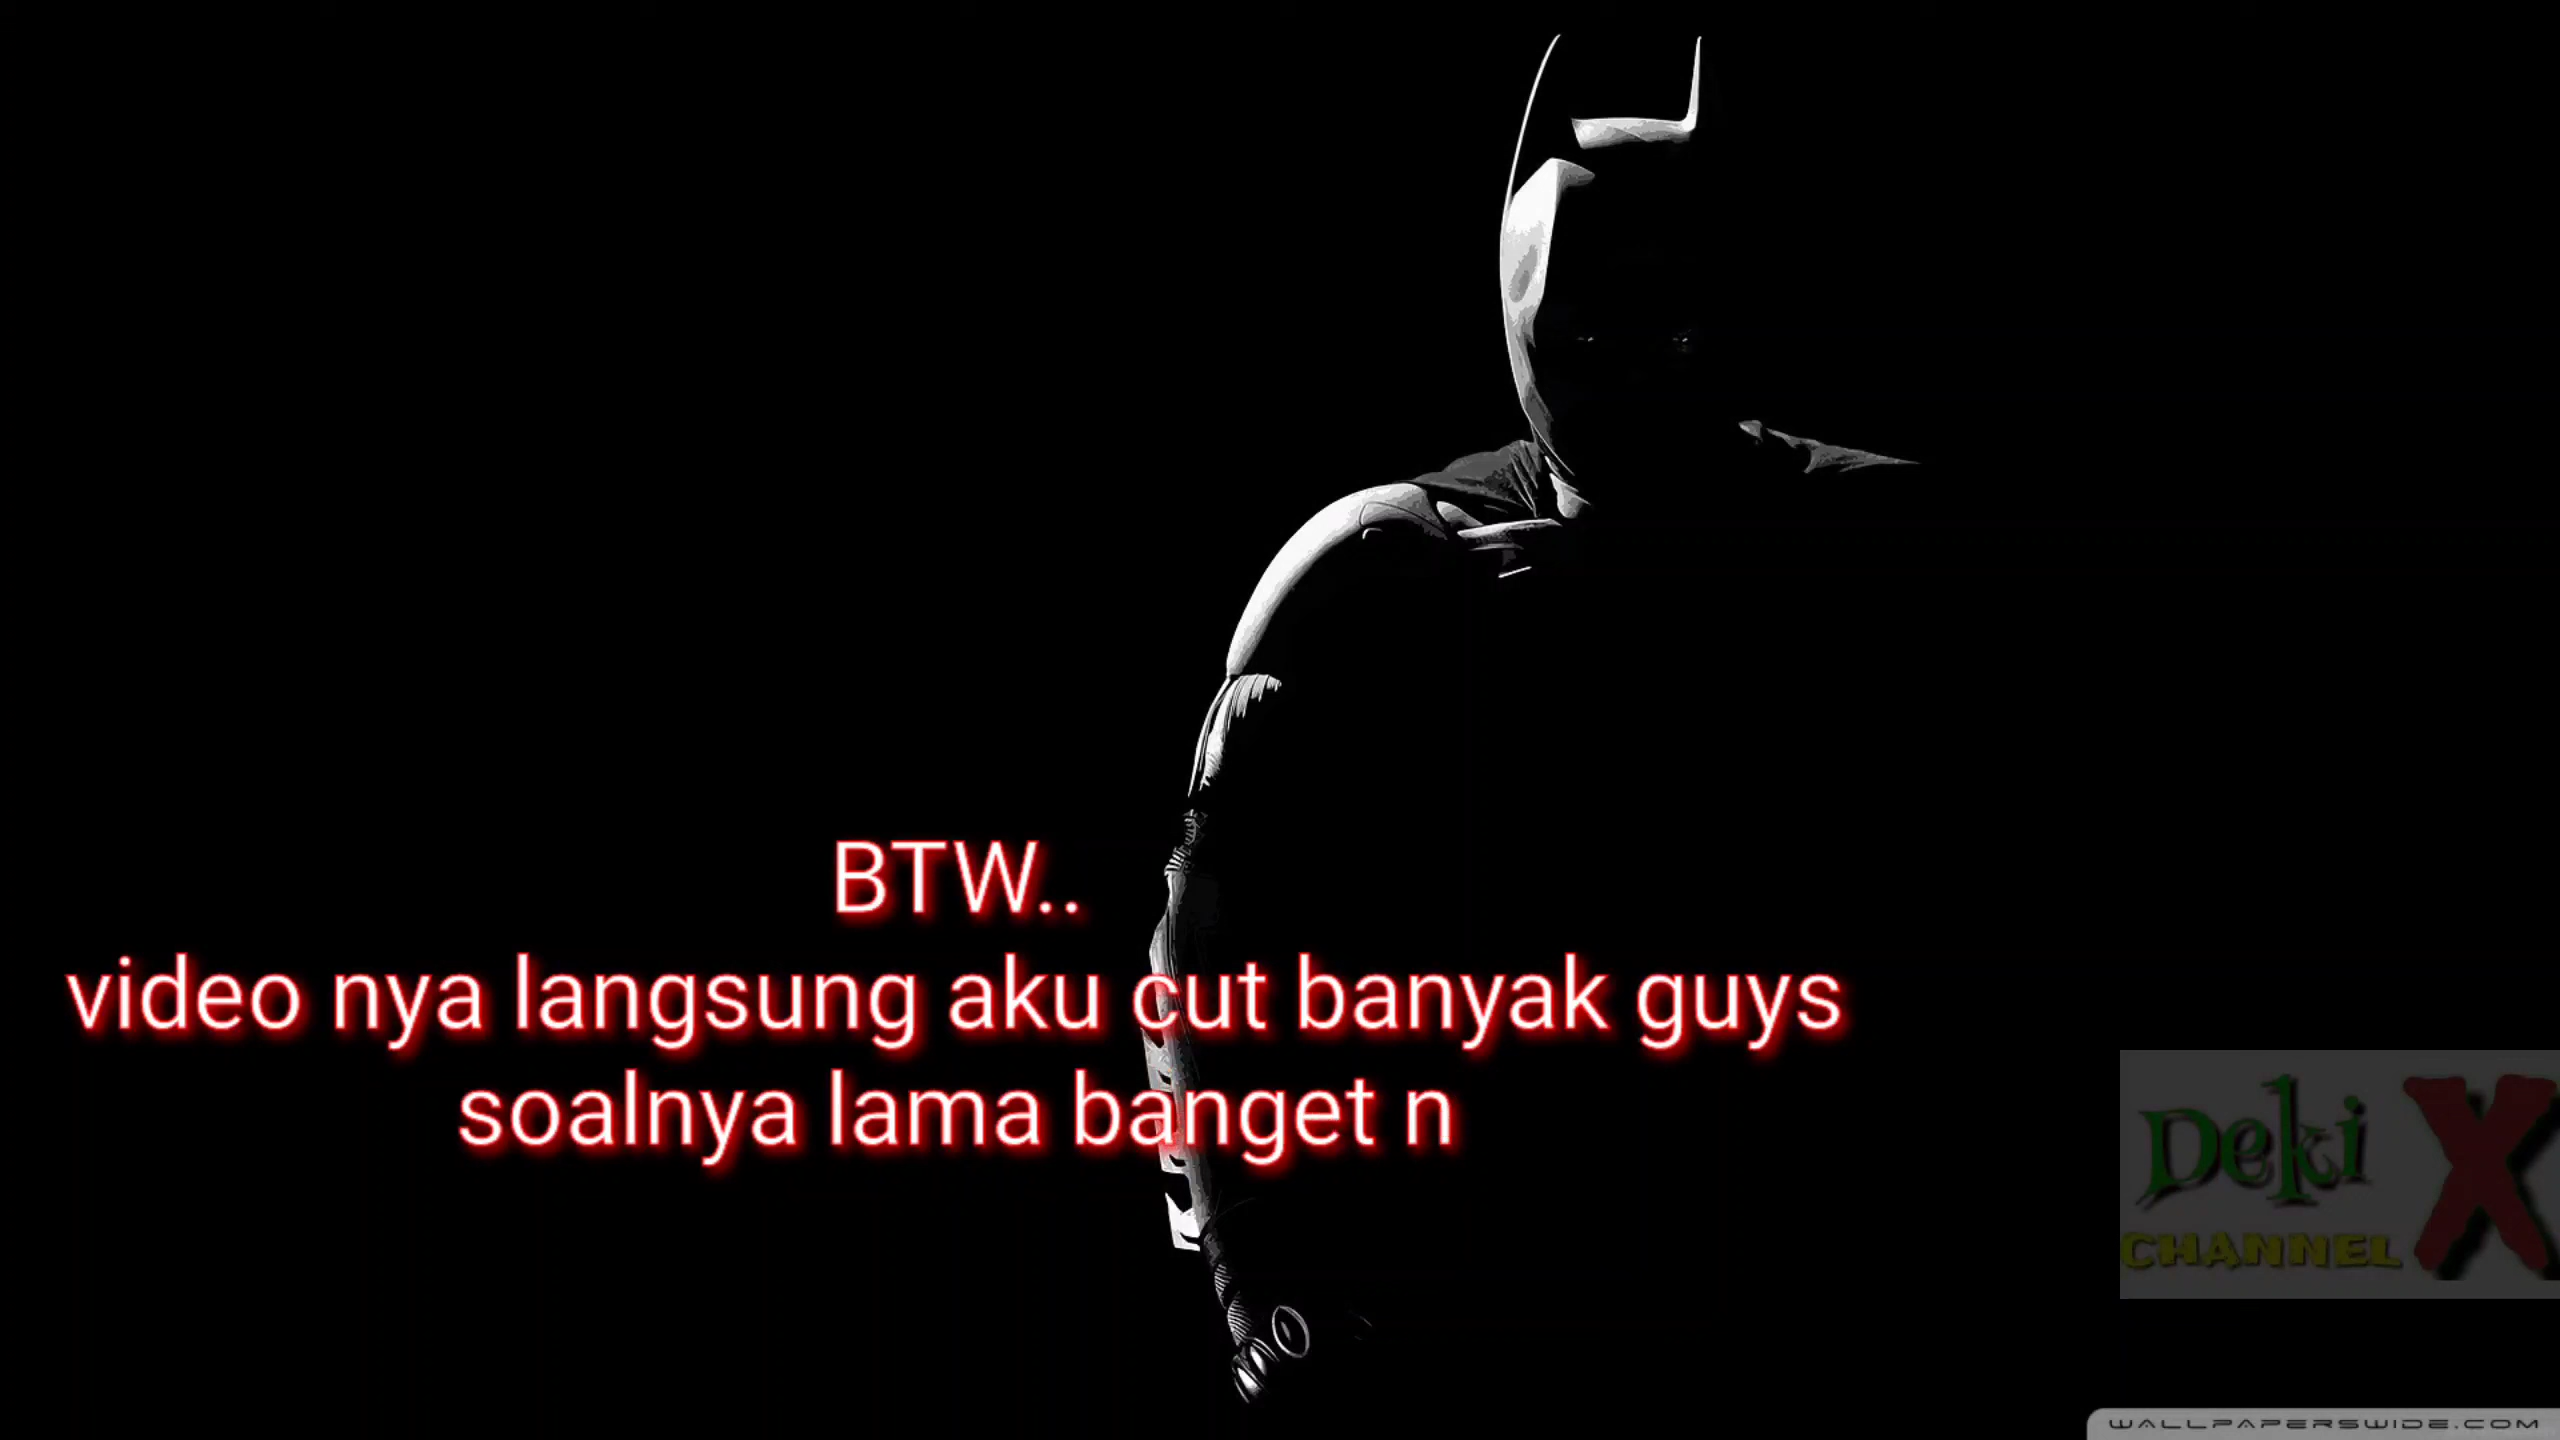 BTW..
video nya langsung aku cut banyak guys
soalnya lama banget n
Deki X
CHANNEL
WALLPAPERSWIDE.COM